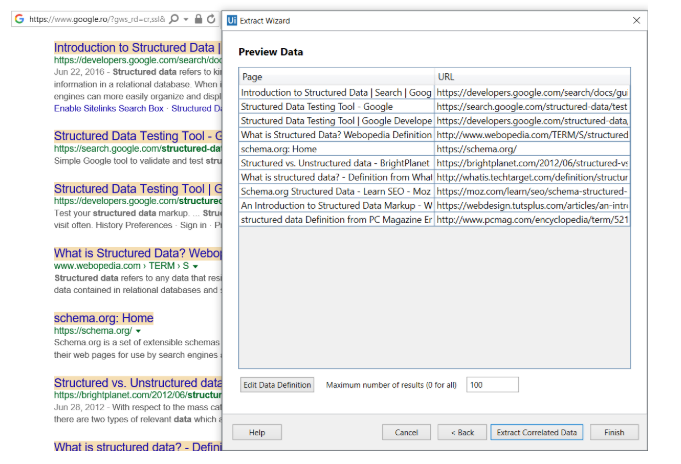 https://www.google.ro/?gws_rd=cr,ssl&
Extract Wizard
Introduction to Structured Data |
https://developers.google.com/search/doc
Jun 22, 2016 - Structured data refers to
information in a relational database. When
engines can more easily organize and
Enable Sitelinks Search Box · Structured
Structured Data Testing Tool -
https://search.google.com/structured-da
Simple Google tool to validate and test
Structured Data Testing Tool |
https://developers.google.com/structured
Test your structured data markup. ...
visit often. History Preferences · Sign in ·
What is Structured Data?
www.webopedia.com › TERM › S
Structured data refers to any data that
data contained in relational databases and
schema.org: Home
https://schema.org/
Schema.org is a set of extensible schemas
their web pages for use by search engines
Structured vs. Unstructured data
https://brightplanet.com/2012/06/structur
Jun 28, 2012 - With respect to the mass
there are two types of relevant data which
What is structured data? -
Preview Data
Page URL
Introduction to Structured Data | Search | Goog https://developers.google.com/search/docs/gu
Structured Data Testing Tool - Google https://search.google.com/structured-data/test
Structured Data Testing Tool | Google Develope https://developers.google.com/structured-data,
What is Structured Data? Webopedia Definition http://www.webopedia.com/TERM/S/structured
schema.org: Home https://schema.org/
Structured vs. Unstructured data - BrightPlanet https://brightplanet.com/2012/06/structured-vs
What is structured data? - Definition from What http://whatis.techtarget.com/definition/structur
Schema.org Structured Data - Learn SEO - Moz https://moz.com/learn/seo/schema-structured-
An Introduction to Structured Data Markup - W https://webdesign.tutsplus.com/articles/an-intr
structured data Definition from PC Magazine Er http://www.pcmag.com/encyclopedia/term/521
Edit Data Definition Maximum number of results (0 for all) 100
Help Cancel < Back Extract Correlated Data Finish